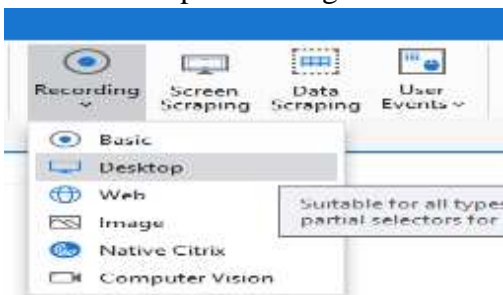 Recording
Screen
Scraping
Data
Scraping
User
Events
Basic
Desktop
Web
Image
Native Citrix
Computer Vision
Suitable for all types
partial selectors for